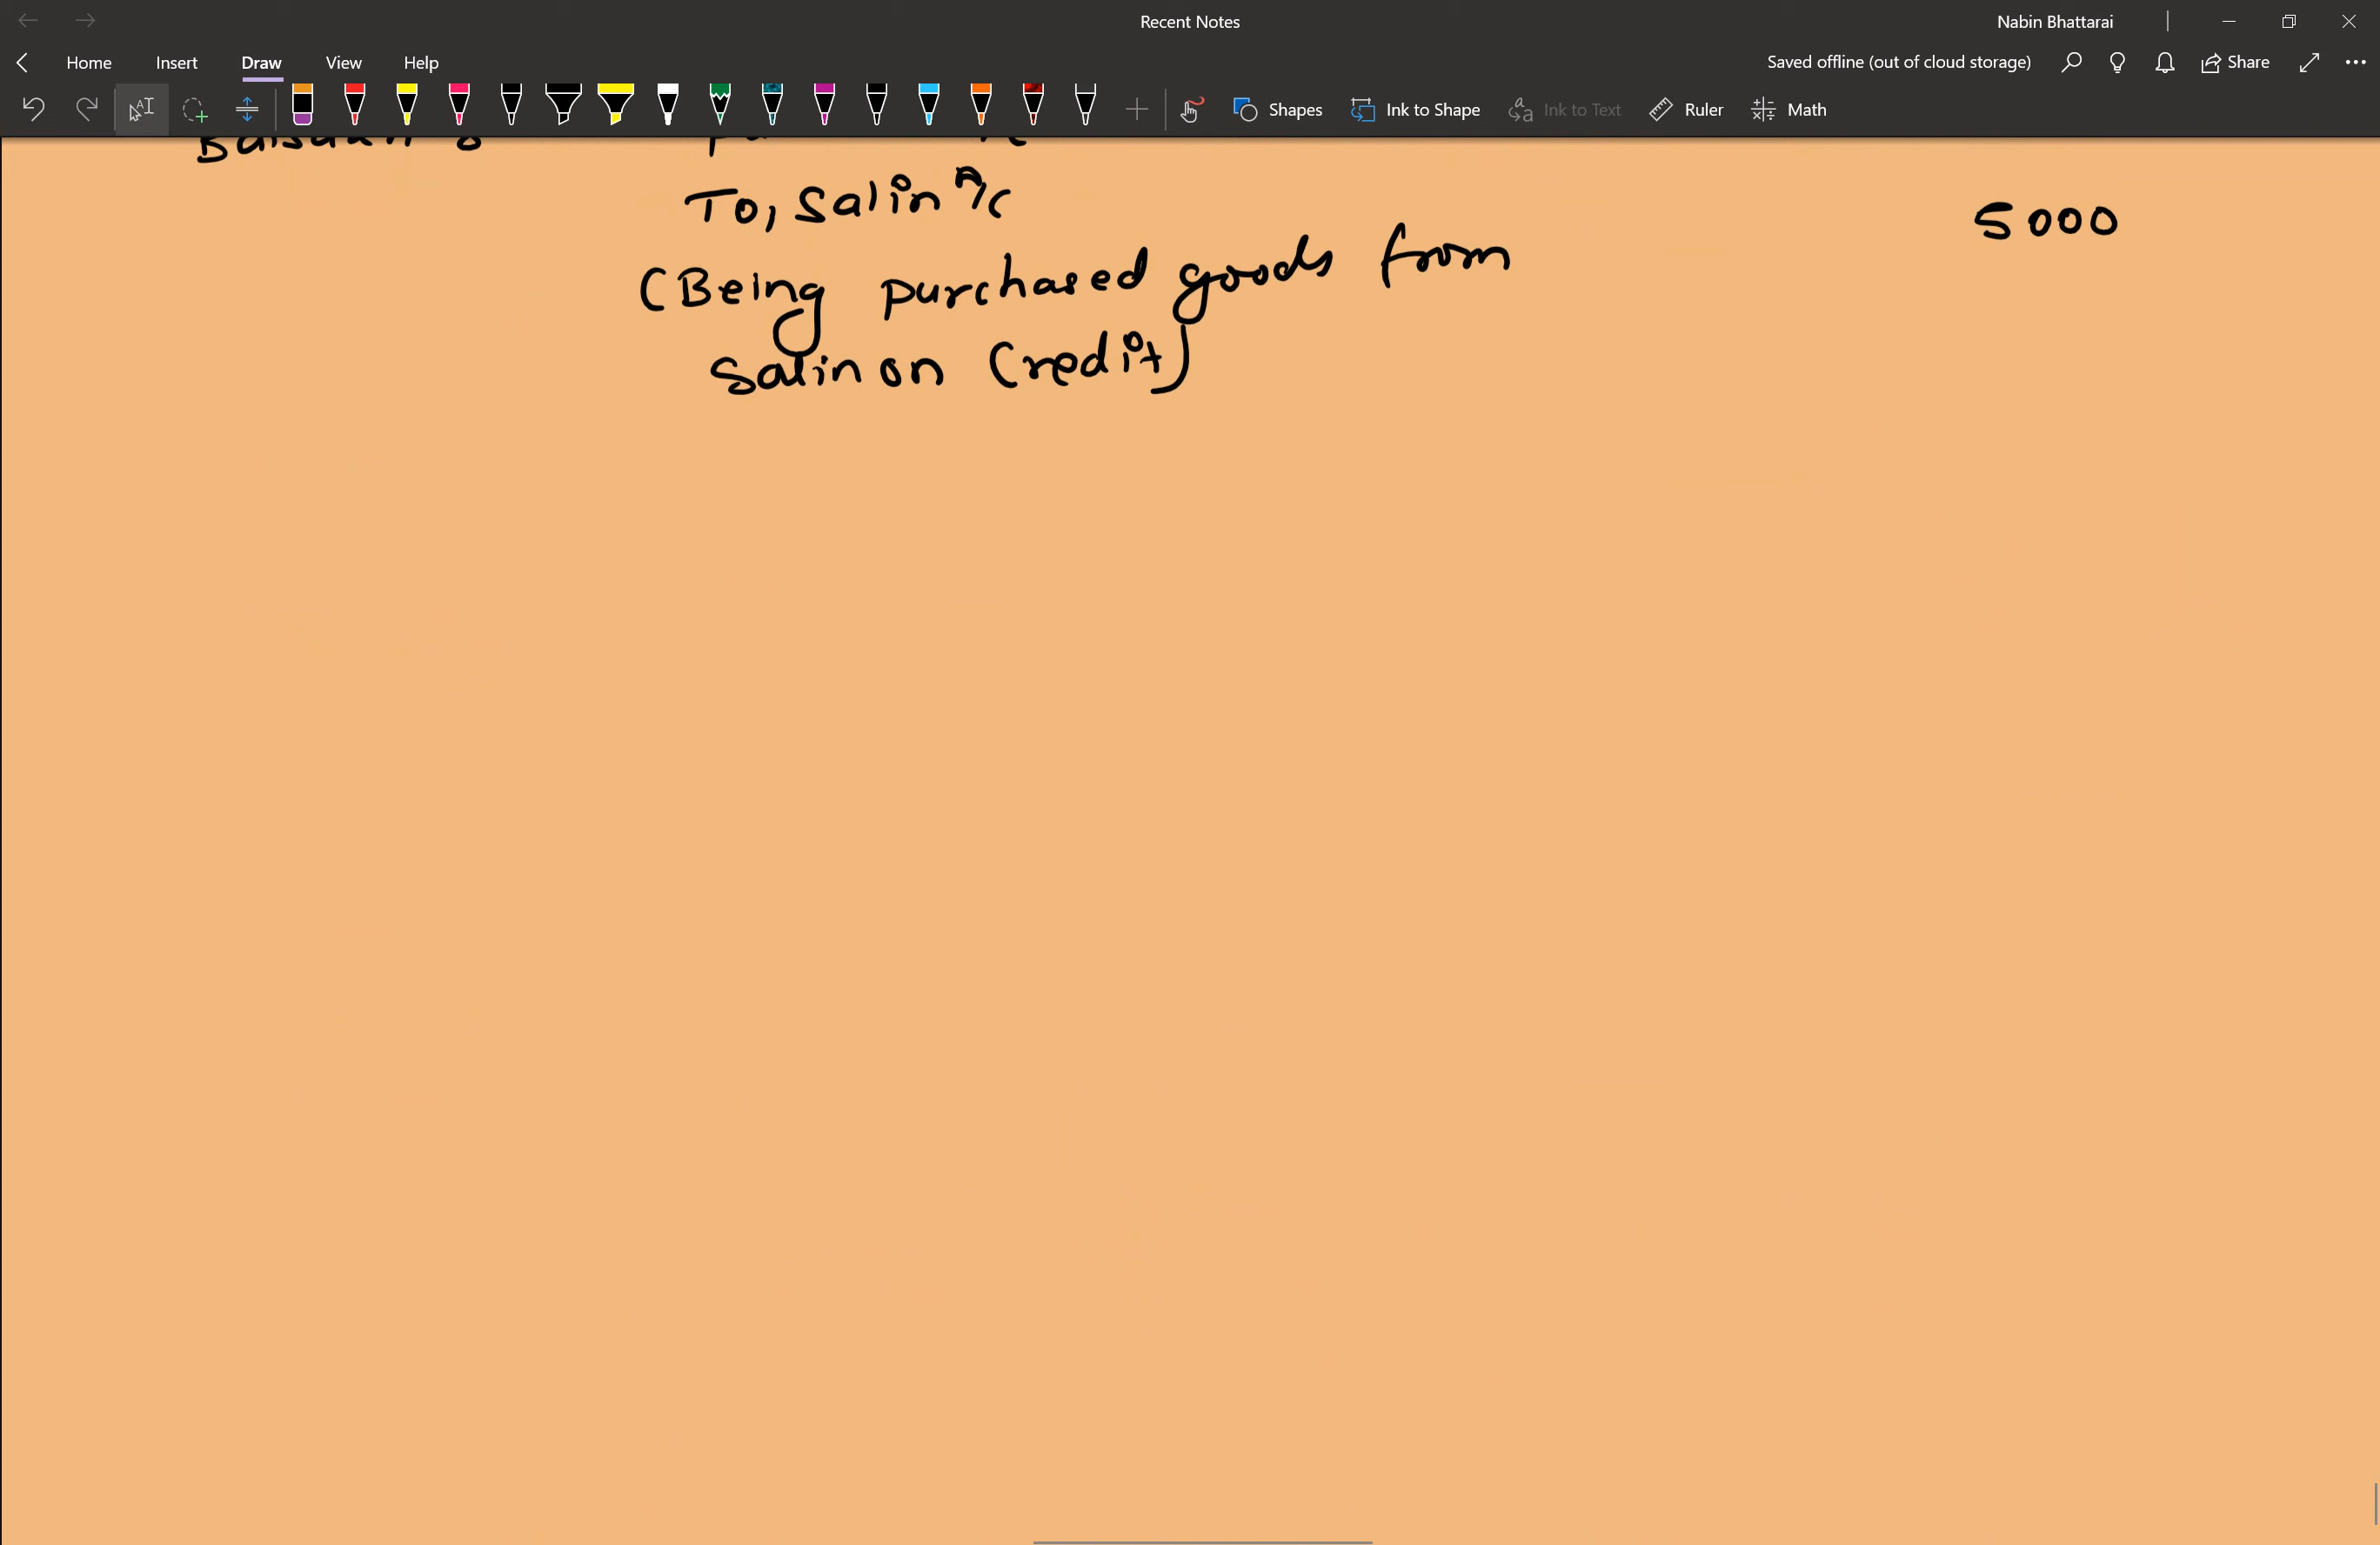 Recent Notes
Nabin Bhattarai
Home Insert Draw View Help
Saved offline (out of cloud storage)
Share
Shapes Ink to Shape Ink to Text Ruler Math
To, Salin A/c
5000
(Being purchased goods from
Salin on Credit)